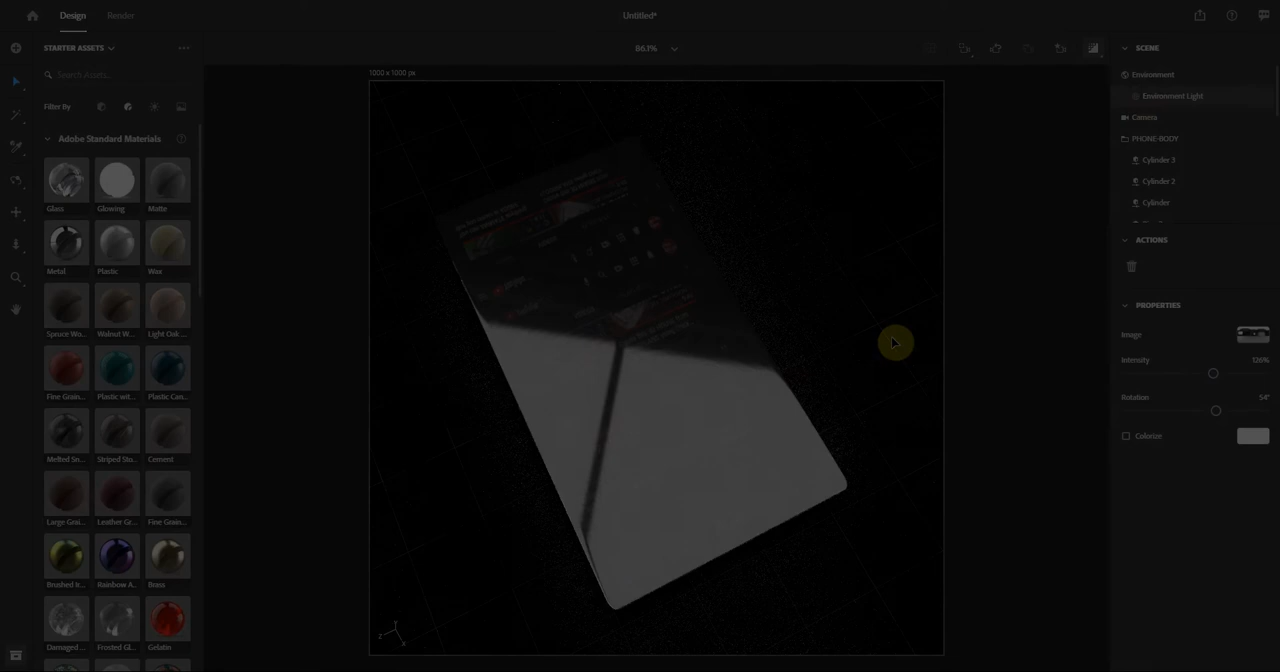 Design
Render
Untitled*
STARTER ASSETS
86.1%
SCENE
1000 x 1000 px
Search Assets...
Environment
Environment Light
Filter By
Camera
Adobe Standard Materials
PHONE-BODY
Cylinder 3
Cylinder 2
Cylinder
Glass
Glowing
Matte
ACTIONS
Metal
Plastic
Wax
PROPERTIES
Spruce Wo...
Walnut W...
Light Oak ...
Image
Intensity
126%
Fine Grain...
Plastic wit...
Plastic Can...
Rotation
54°
Colorize
Melted Sn...
Striped Stu...
Cement
Large Grai...
Leather Gr...
Fine Grain...
Brushed Ir...
Rainbow A...
Brass
Damaged ...
Frosted Gl...
Gelatin
Y
Z
X